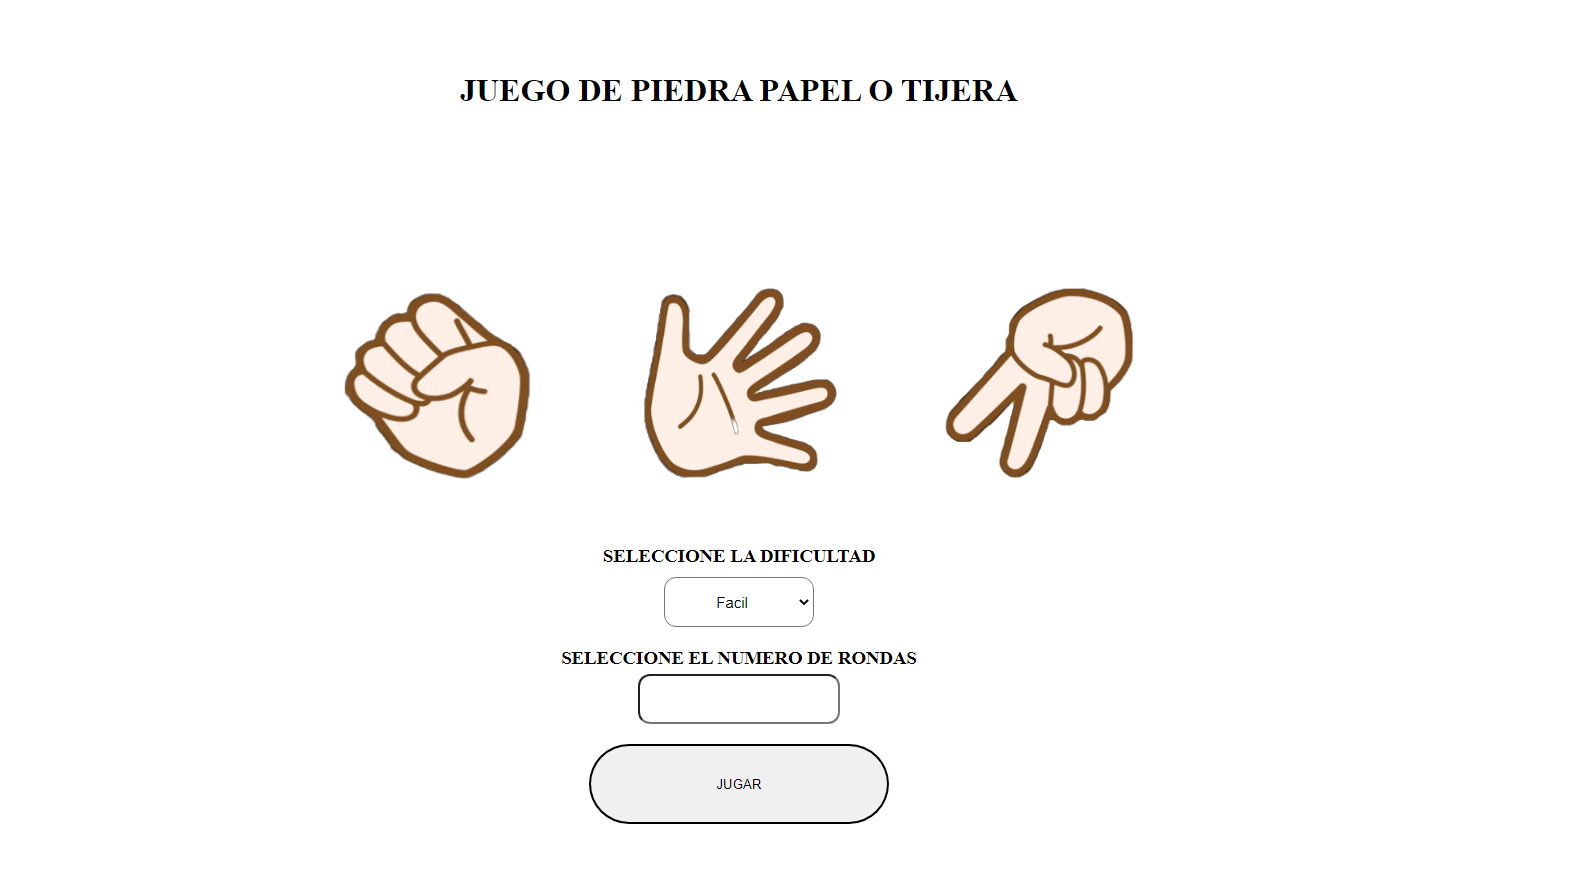 JUEGO DE PIEDRA PAPEL O TIJERA
SELECCIONE LA DIFICULTAD
Facil
SELECCIONE EL NUMERO DE RONDAS
JUGAR